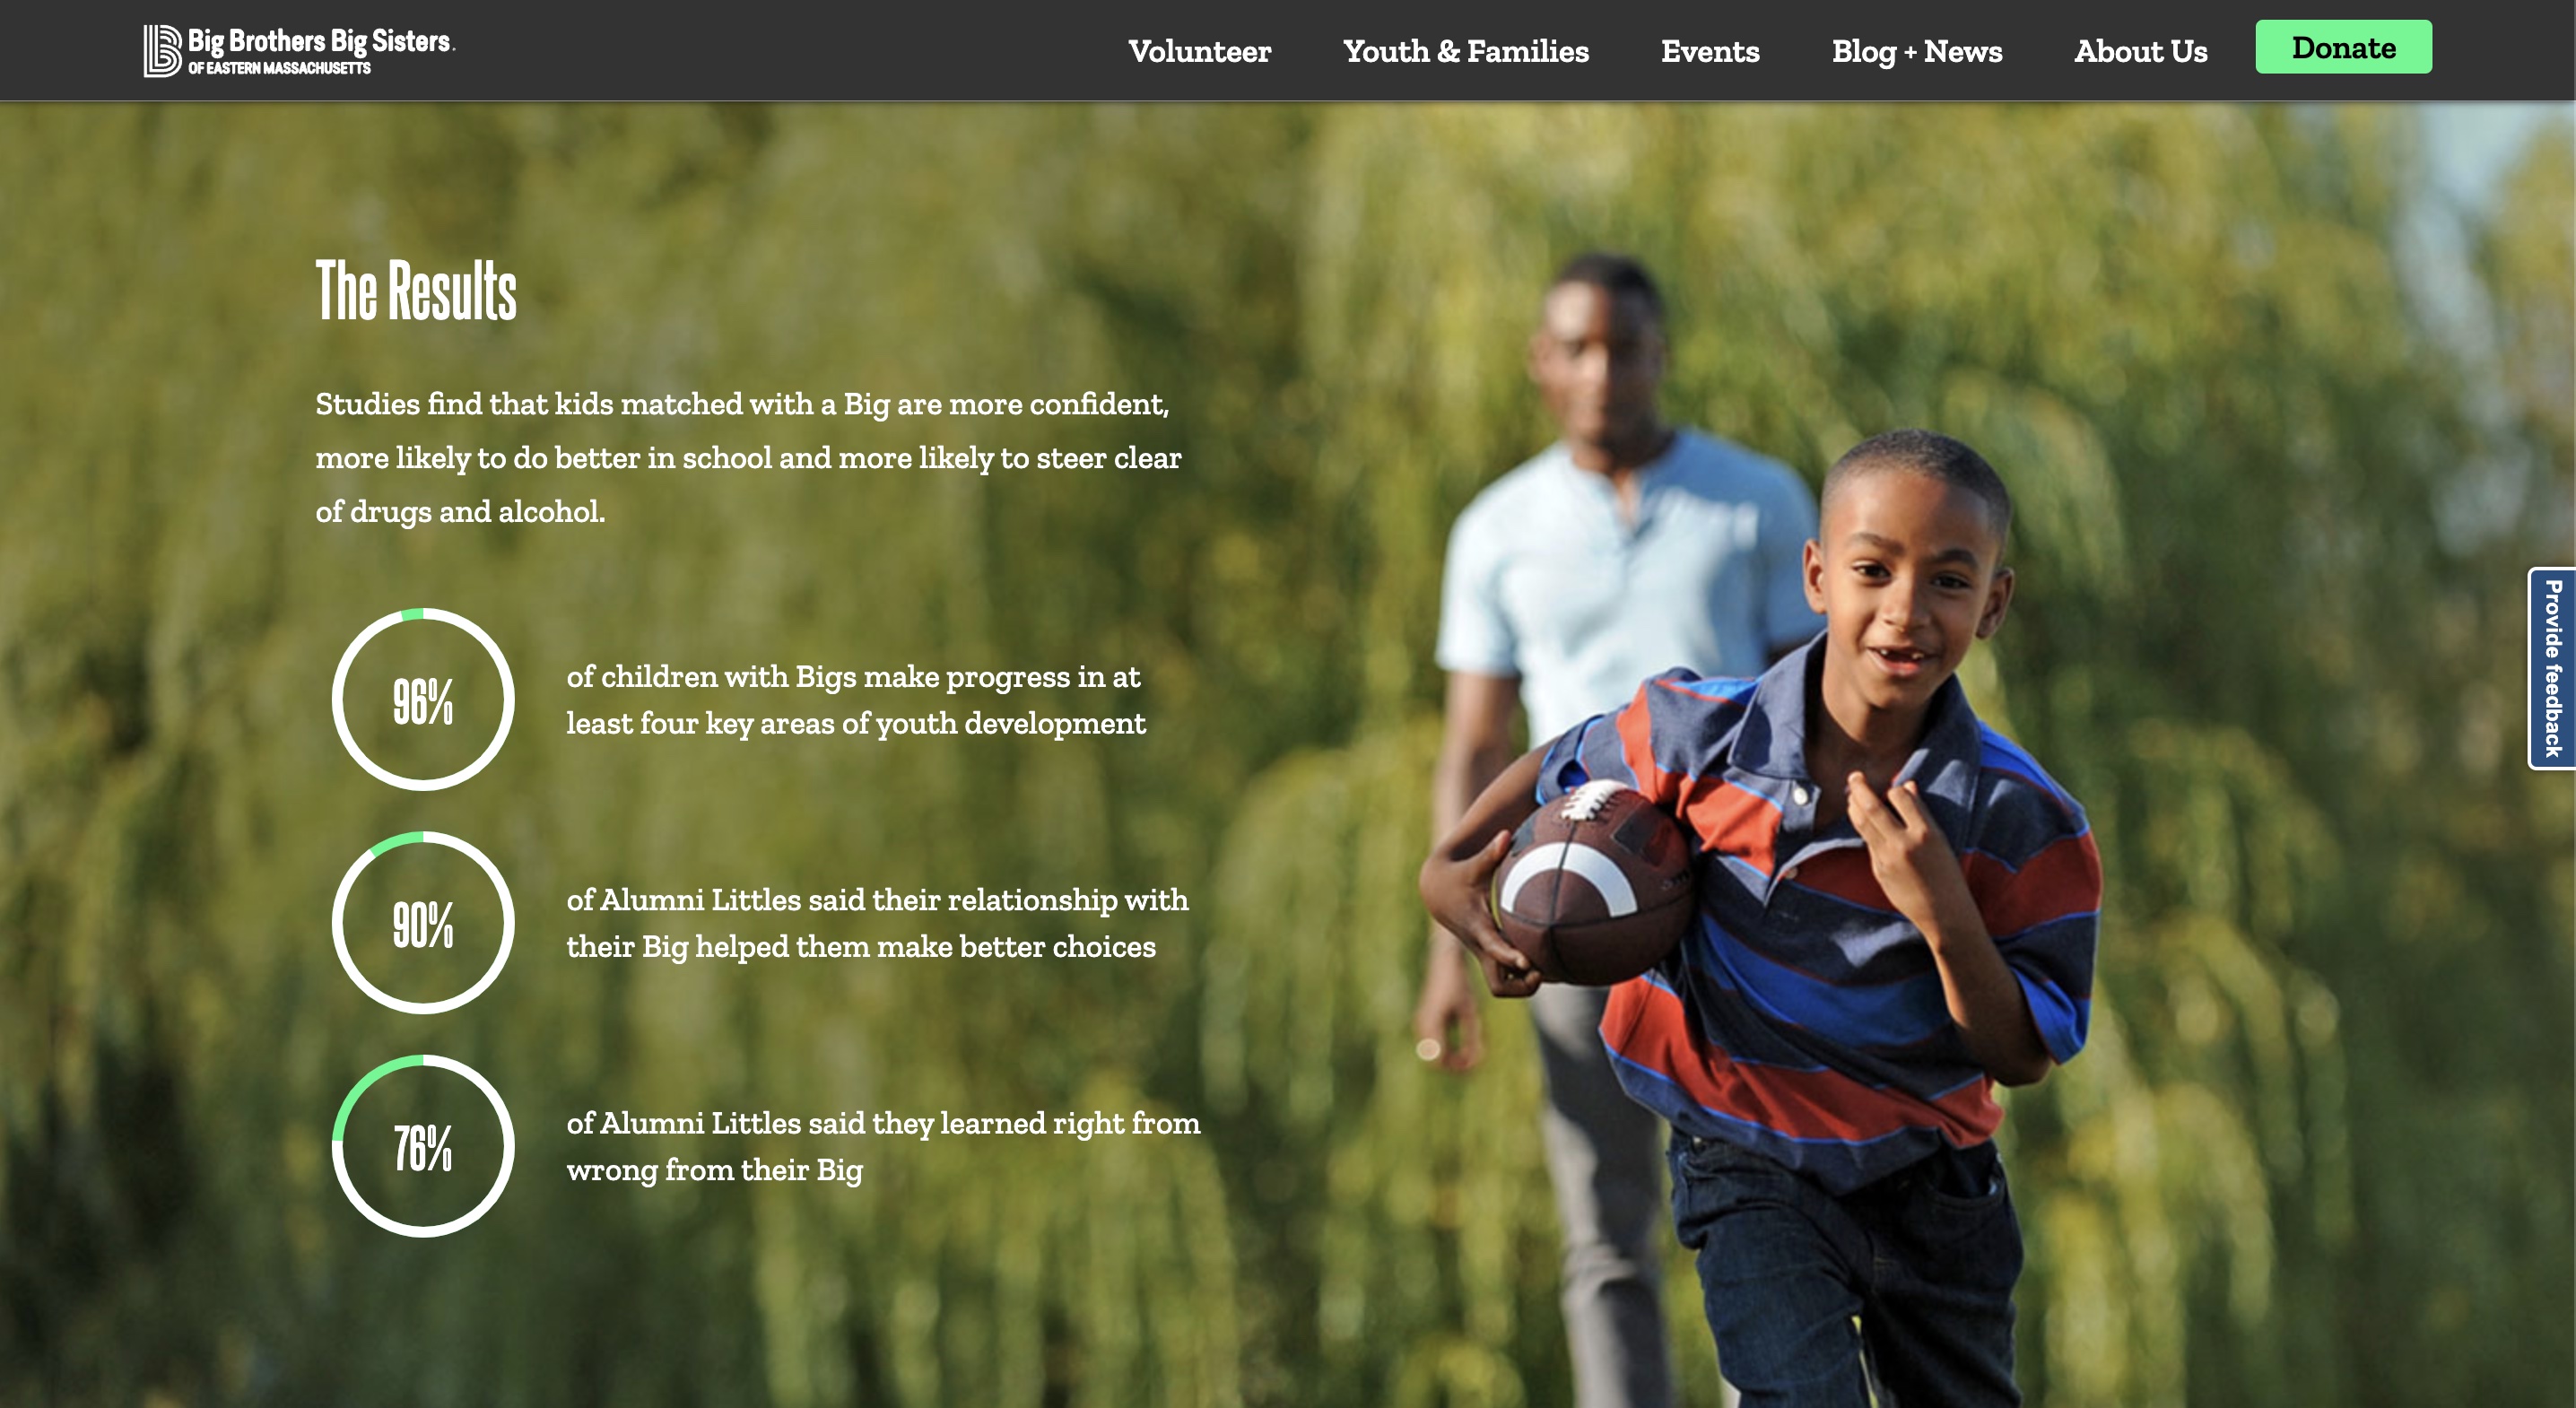 Big Brothers Big Sisters.
OF EASTERN MASSACHUSETTS
Volunteer
Youth & Families
Events
Blog + News
About Us
Donate
The Results
Studies find that kids matched with a Big are more confident,
more likely to do better in school and more likely to steer clear
of drugs and alcohol.
96%
of children with Bigs make progress in at
least four key areas of youth development
90%
of Alumni Littles said their relationship with
their Big helped them make better choices
76%
of Alumni Littles said they learned right from
wrong from their Big
Provide feedback